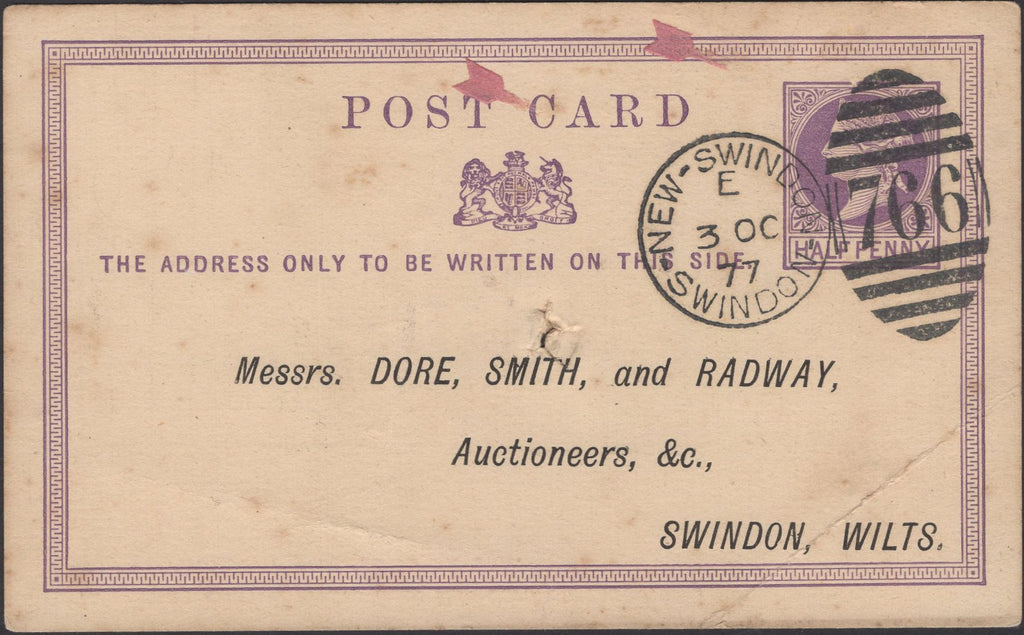 POST CARD
THE ADDRESS ONLY TO BE WRITTEN ON THIS SIDE.
NEW-SWINDON
E
3 OC
77
SWINDON
766
HALFPENNY
Messrs. DORE, SMITH, and RADWAY,
Auctioneers, &c.,
SWINDON, WILTS.